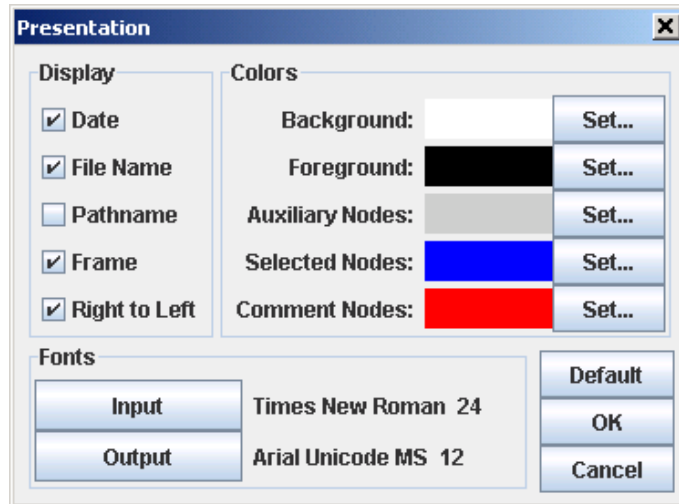 Presentation
Display
Date
File Name
Pathname
Frame
Right to Left
Colors
Background: Set...
Foreground: Set...
Auxiliary Nodes: Set...
Selected Nodes: Set...
Comment Nodes: Set...
Fonts
Input Times New Roman 24
Output Arial Unicode MS 12
Default
OK
Cancel